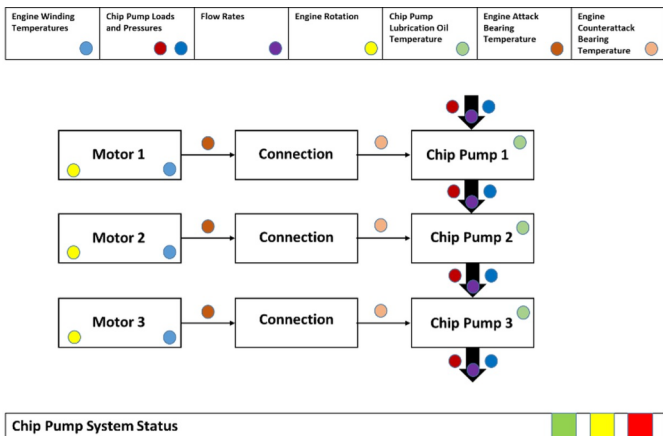 Engine Winding
Temperatures
Chip Pump Loads
and Pressures
Flow Rates
Engine Rotation
Chip Pump
Lubrication Oil
Temperature
Engine Attack
Bearing
Temperature
Engine
Counterattack
Bearing
Temperature
Motor 1
Connection
Chip Pump 1
Motor 2
Connection
Chip Pump 2
Motor 3
Connection
Chip Pump 3
Chip Pump System Status